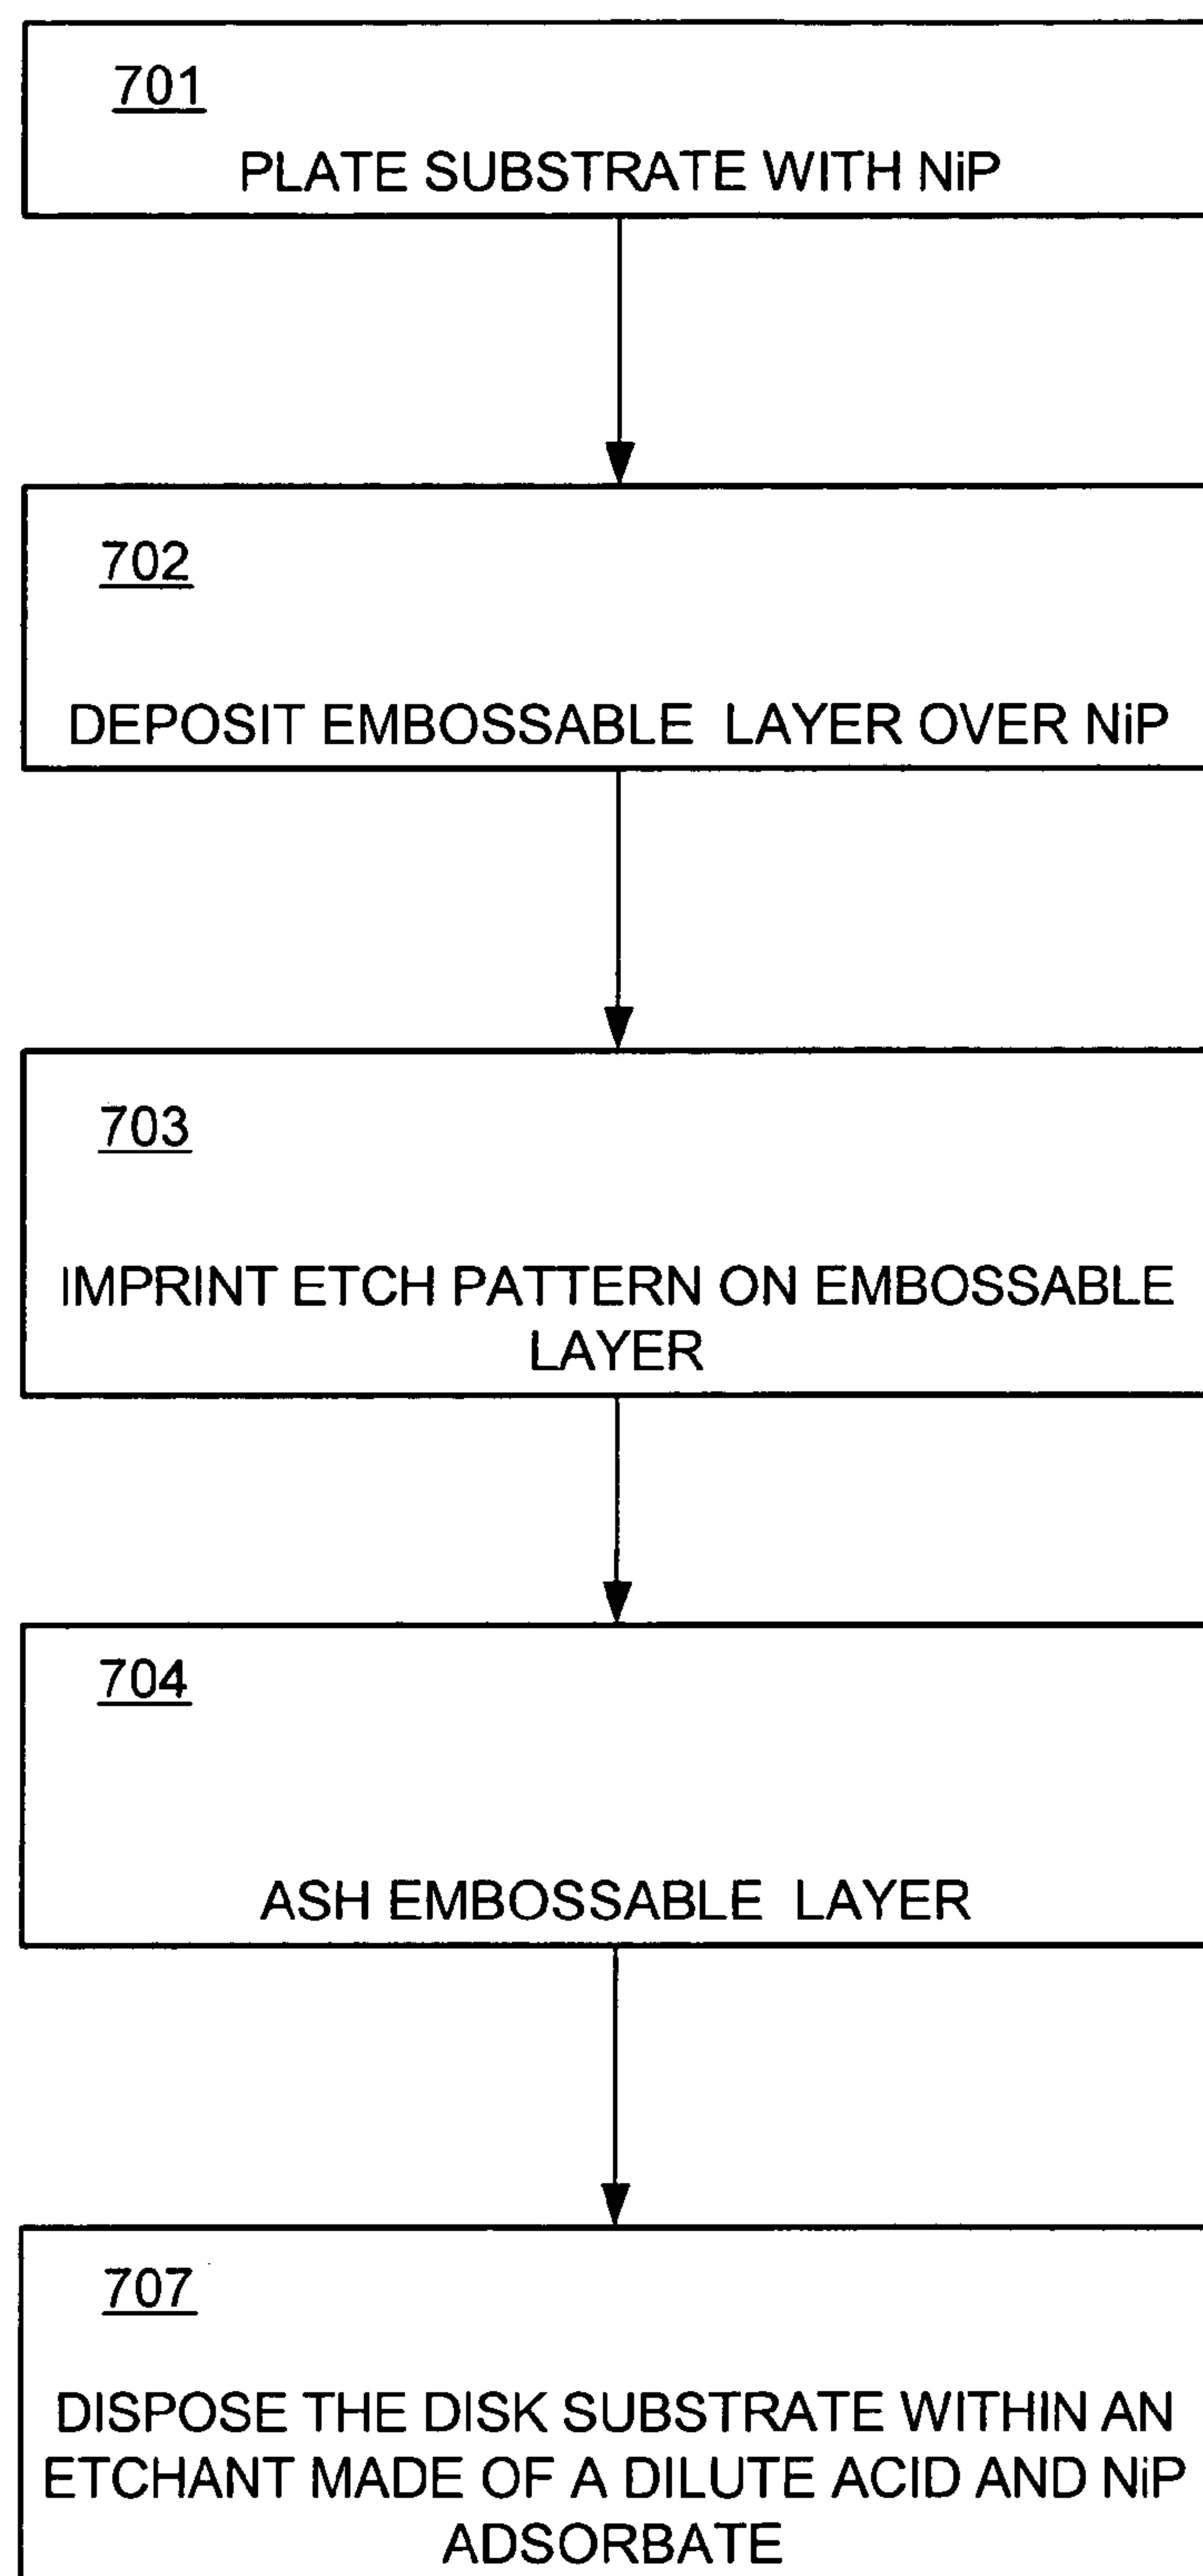 701
PLATE SUBSTRATE WITH NiP
702
DEPOSIT EMBOSSABLE LAYER OVER NiP
703
IMPRINT ETCH PATTERN ON EMBOSSABLE
LAYER
704
ASH EMBOSSABLE LAYER
707
DISPOSE THE DISK SUBSTRATE WITHIN AN
ETCHANT MADE OF A DILUTE ACID AND NiP
ADSORBATE